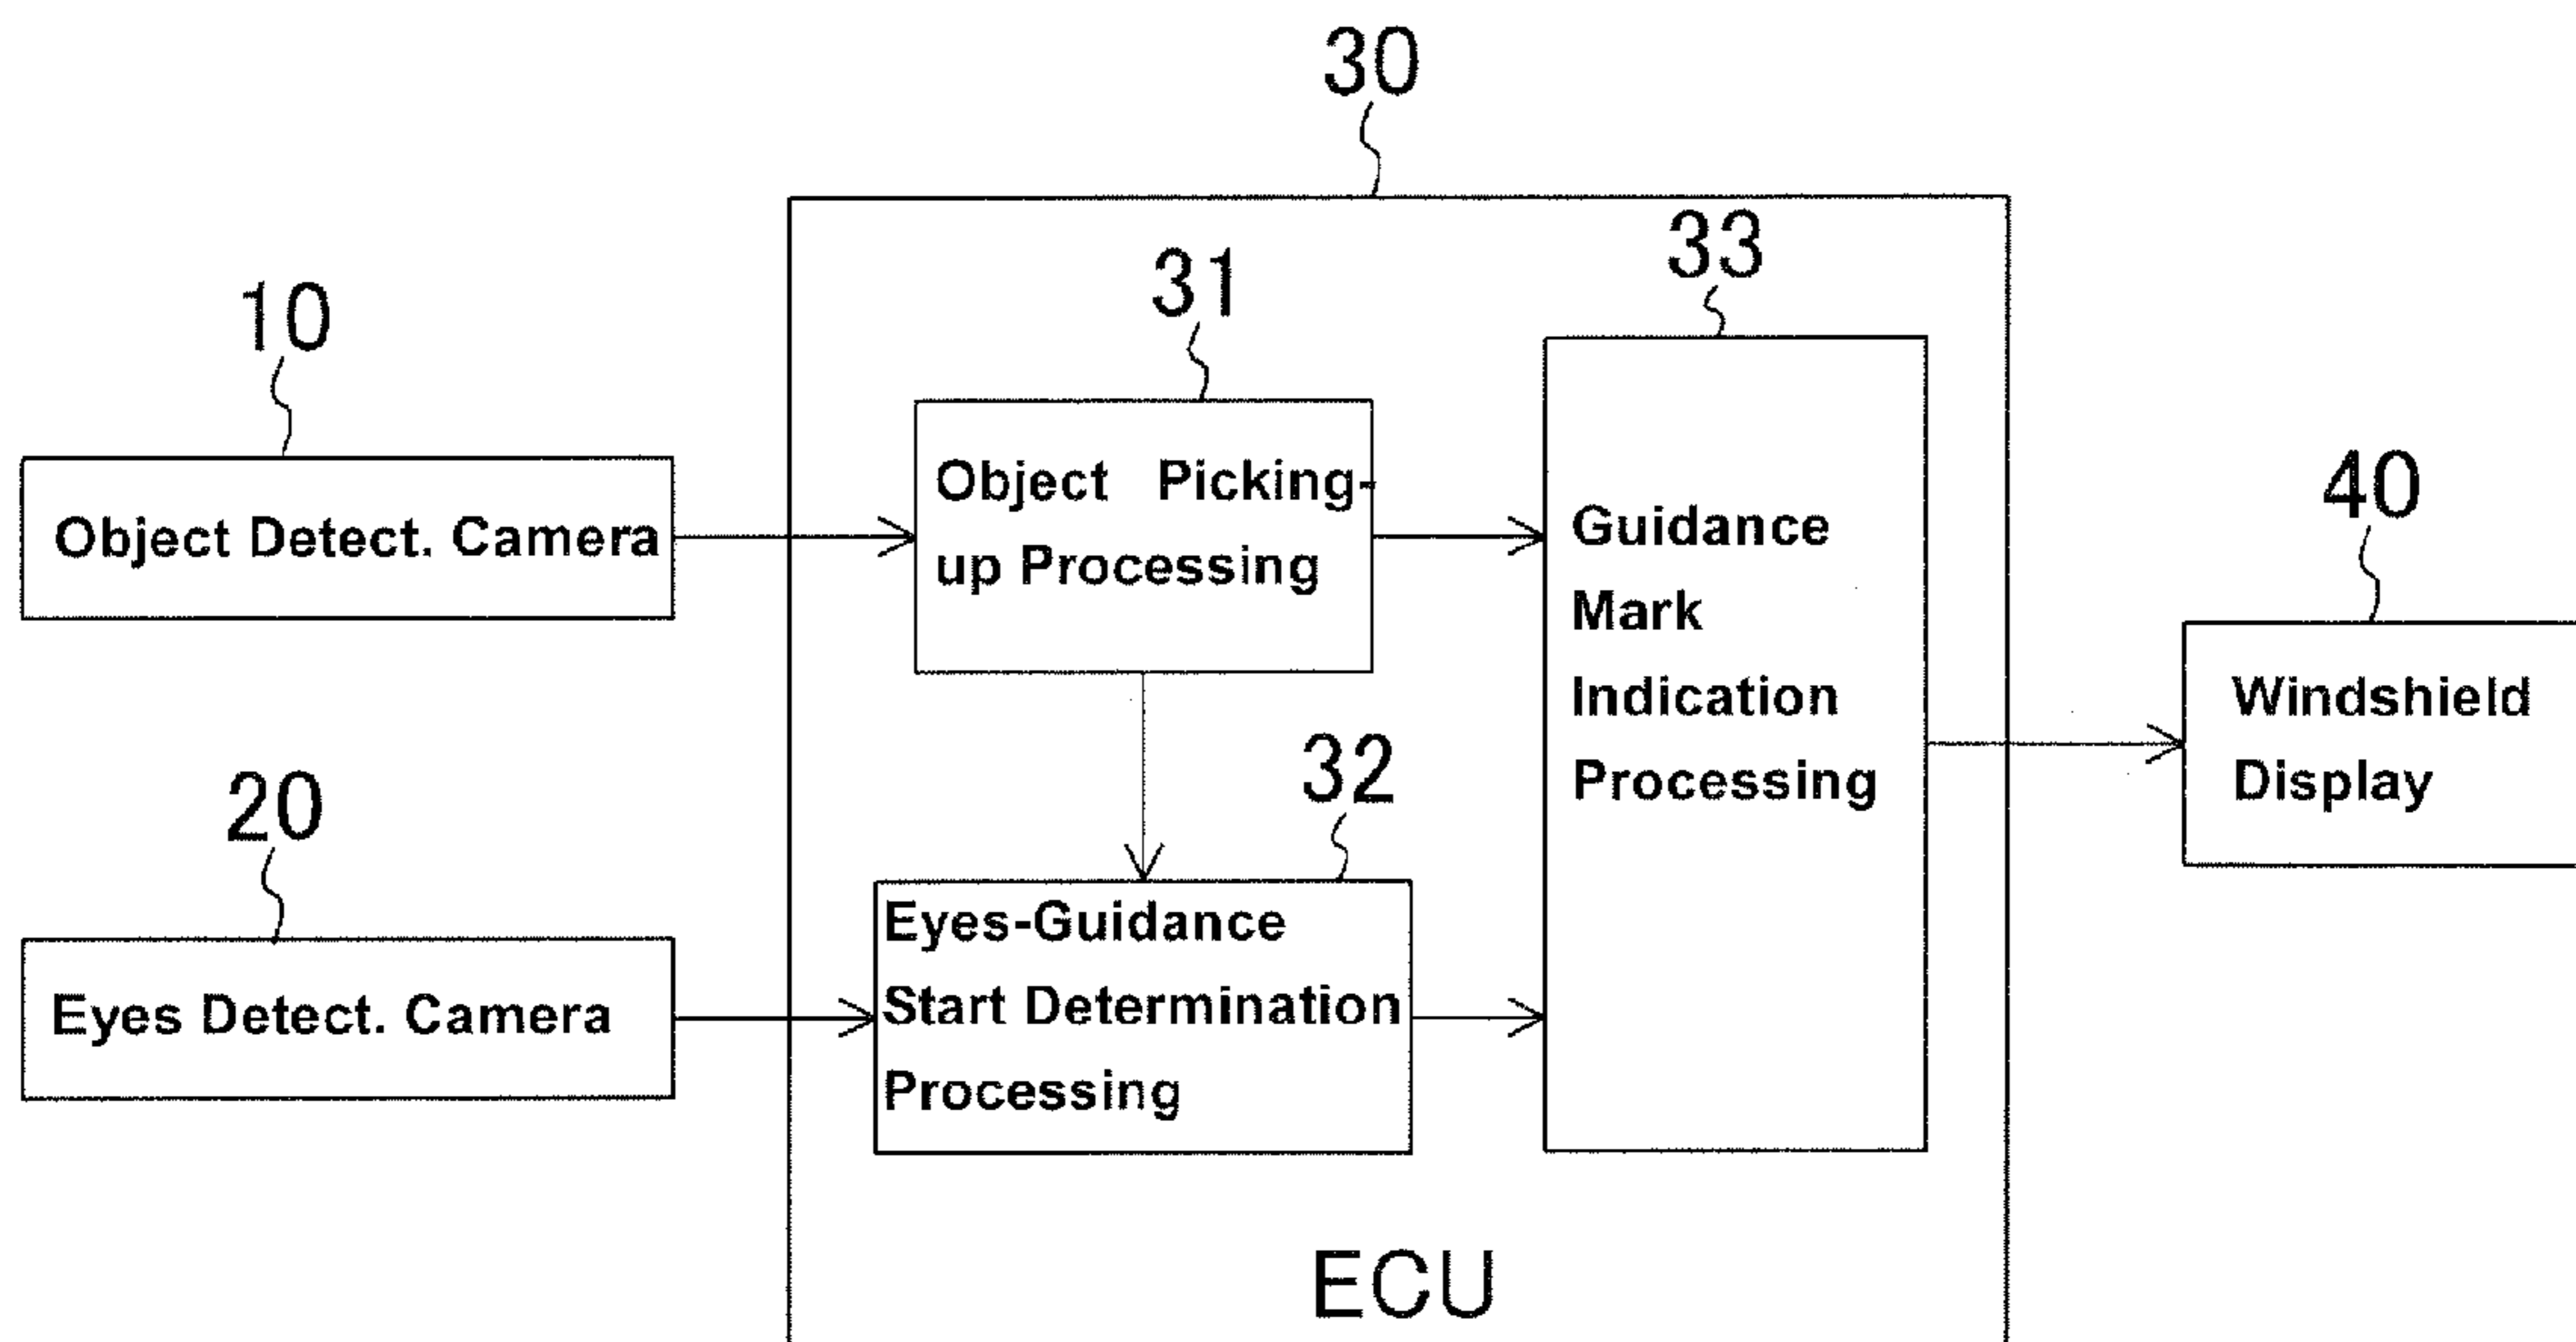 30
33
31
10
Object Picking-
up Processing
Object Detect. Camera
Guidance
Mark
Indication
Processing
40
Windshield
Display
32
20
Eyes-Guidance
Start Determination
Processing
Eyes Detect. Camera
ECU